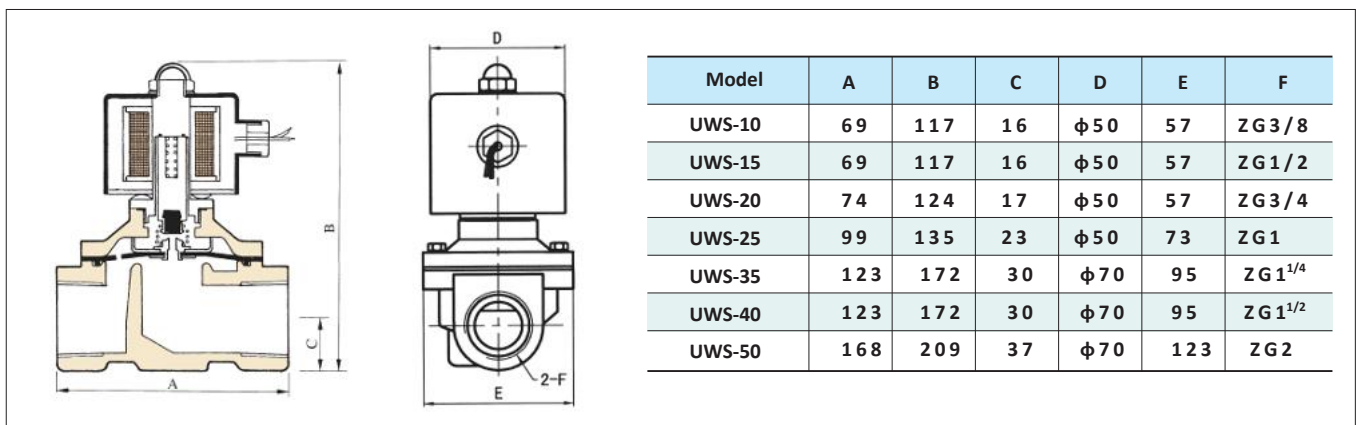 D
B
C
A
2-F
E
Model A B C D E F
UWS-10 69 117 16 φ50 57 ZG3/8
UWS-15 69 117 16 φ50 57 ZG1/2
UWS-20 74 124 17 φ50 57 ZG3/4
UWS-25 99 135 23 φ50 73 ZG1
UWS-35 123 172 30 φ70 95 ZG1 1/4
UWS-40 123 172 30 φ70 95 ZG1 1/2
UWS-50 168 209 37 φ70 123 ZG2